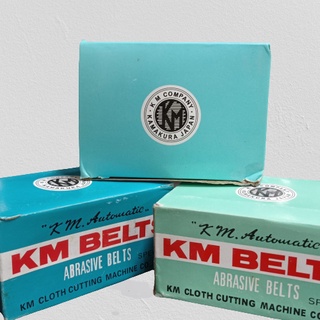 K M COMPANY
KAMAKURA JAPAN
KM
"K.M. Automatic"
KM BELTS
ABRASIVE BELTS
KM CLOTH CUTTING MACHINE CO
"K.M. Automatic"
KM BELT
ABRASIVE BELTS
KM CLOTH CUTTING MACHINE CO